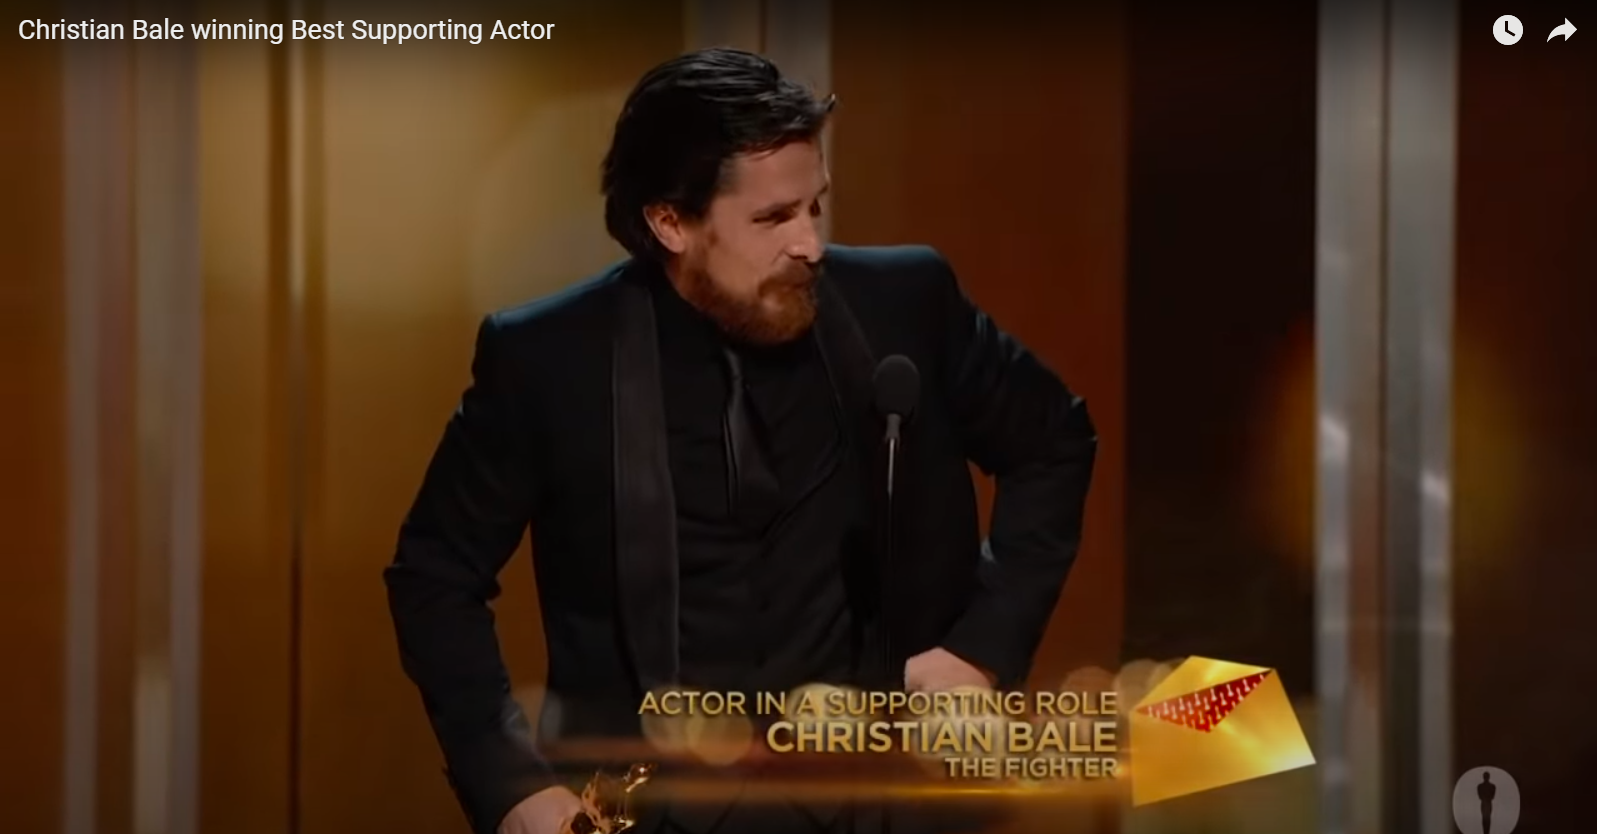 Christian Bale winning Best Supporting Actor
ACTOR IN A SUPPORTING ROLE
CHRISTIAN BALE
THE FIGHTER